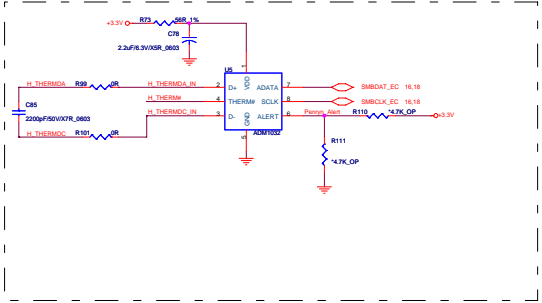 +3.3V
R73
56R_1%
C78
2.2uF/6.3V/X5R_0603
U5
1
VDD
H_THERMDA
R99
0R
H_THERMDA_IN
2
D+
ADATA
7
SMBDAT_EC 16,18
H_THERM#
4
THERM#
SCLK
8
SMBCLK_EC 16,18
C85
2200pF/50V/X7R_0603
H_THERMDC_IN
3
D-
ALERT
6
Penryn_Alert
R110
*4.7K_OP
+3.3V
GND
5
ADM1032
H_THERMDC
R101
0R
R111
*4.7K_OP